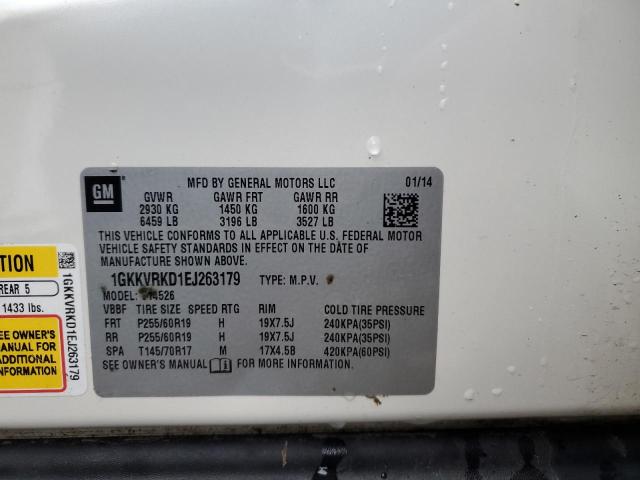 MFD BY GENERAL MOTORS LLC 01/14
GM
GVWR GAWR FRT GAWR RR
2930 KG 1450 KG 1600 KG
6459 LB 3196 LB 3527 LB
THIS VEHICLE CONFORMS TO ALL APPLICABLE U.S. FEDERAL MOTOR
VEHICLE SAFETY STANDARDS IN EFFECT ON THE DATE OF
MANUFACTURE SHOWN ABOVE.
1GKKVRKD1EJ263179 TYPE: M.P.V
MODEL: 14526
VBBF TIRE SIZE SPEED RTG RIM COLD TIRE PRESSURE
FRT P255/60R19 H 19X7.5J 240KPA(35PSI)
RR P255/60R19 H 19X7.5J 240KPA(35PSI)
SPA T145/70R17 M 17X4.5B 420KPA(60PSI)
SEE OWNER'S MANUAL FOR MORE INFORMATION.
TION
REAR 5
1433 lbs.
E OWNER'S
MANUAL FOR
ADDITIONAL
FORMATION
1GKKVRKD1EJ263179